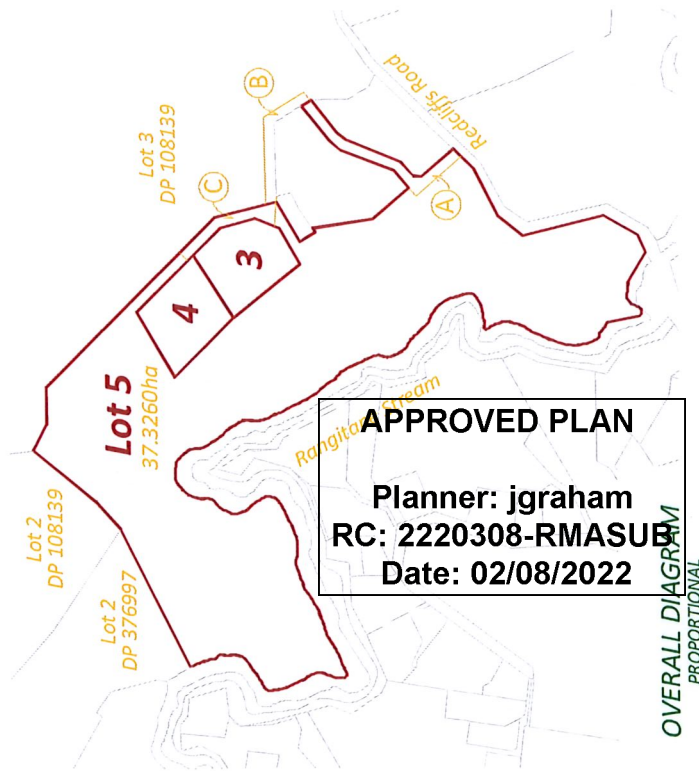 Lot 3
DP 108139
B
C
Redcliffs Road
A
3
4
Lot 5
37.3260ha
Rangitane Stream
Lot 2
DP 108139
Lot 2
DP 376997
APPROVED PLAN
Planner: jgraham
RC: 2220308-RMASUB
Date: 02/08/2022
OVERALL DIAGRAM
PROPORTIONAL